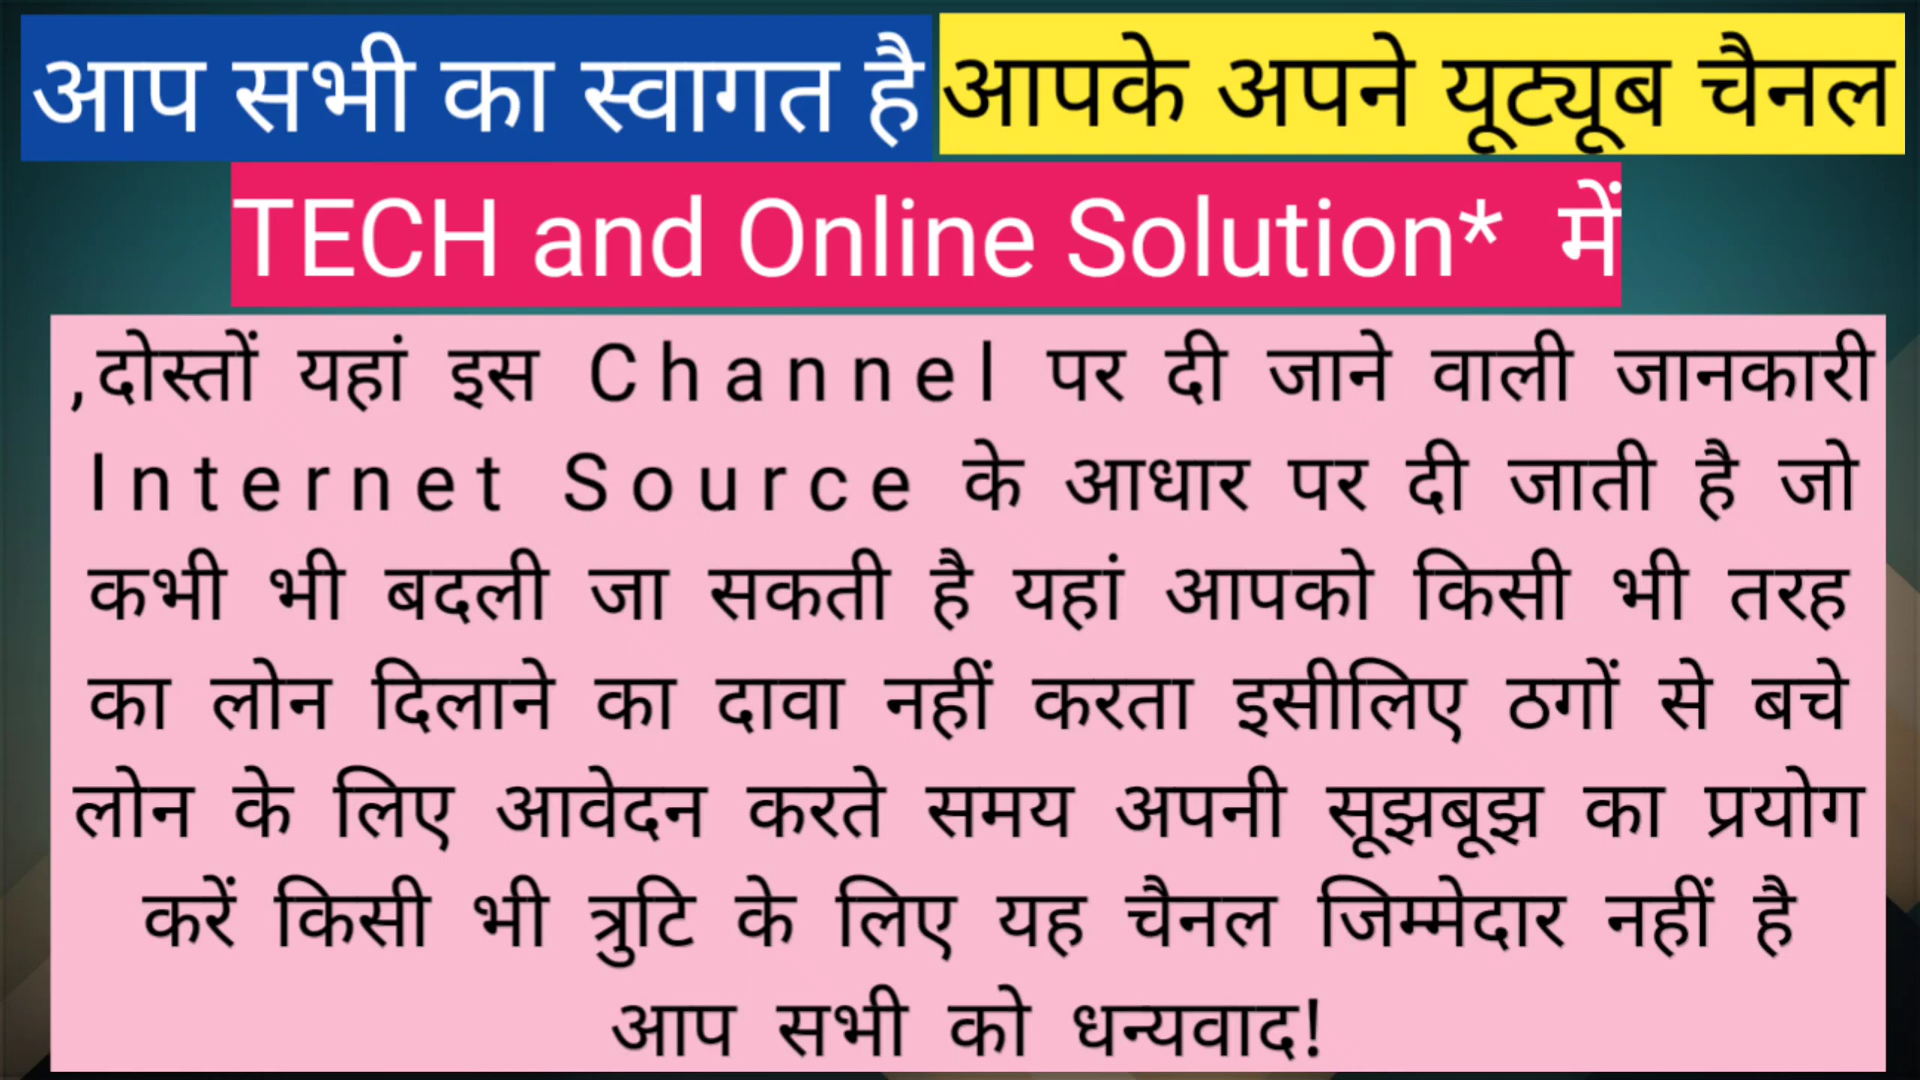 आप सभी का स्वागत है आपके अपने यूट्यूब चैनल
TECH and Online Solution* में
,दोस्तों यहां इस Channel पर दी जाने वाली जानकारी
Internet Source के आधार पर दी जाती है जो
कभी भी बदली जा सकती है यहां आपको किसी भी तरह
का लोन दिलाने का दावा नहीं करता इसीलिए ठगों से बचे
लोन के लिए आवेदन करते समय अपनी सूझबूझ का प्रयोग
करें किसी भी त्रुटि के लिए यह चैनल जिम्मेदार नहीं है
आप सभी को धन्यवाद!